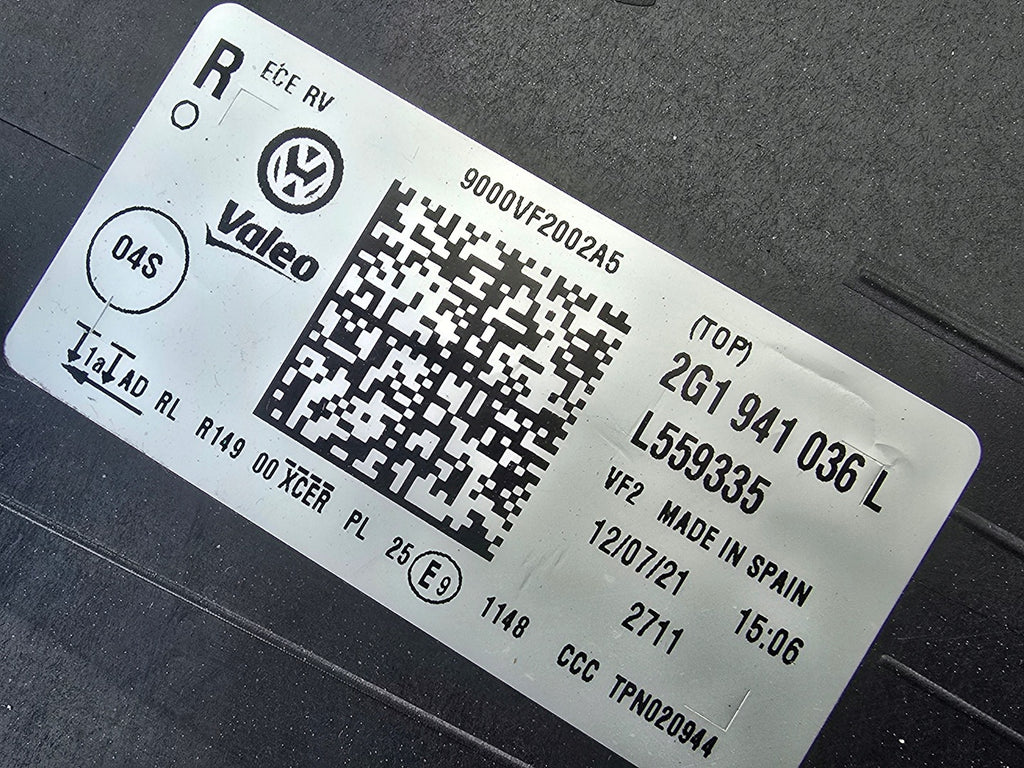 R ECE RV
9000VF2002A5
Valeo
04S
(TOP)
2G1 941 036 L
L559335
VF2 MADE IN SPAIN
12/07/21 15:06
2711
1a AD RL R149 00 XCER PL 25 E9 1148 CCC TPN020944